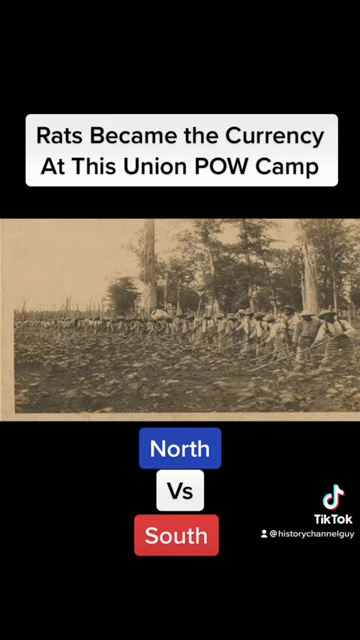 Rats Became the Currency
At This Union POW Camp
North
Vs
South
TikTok
@historychannelguy